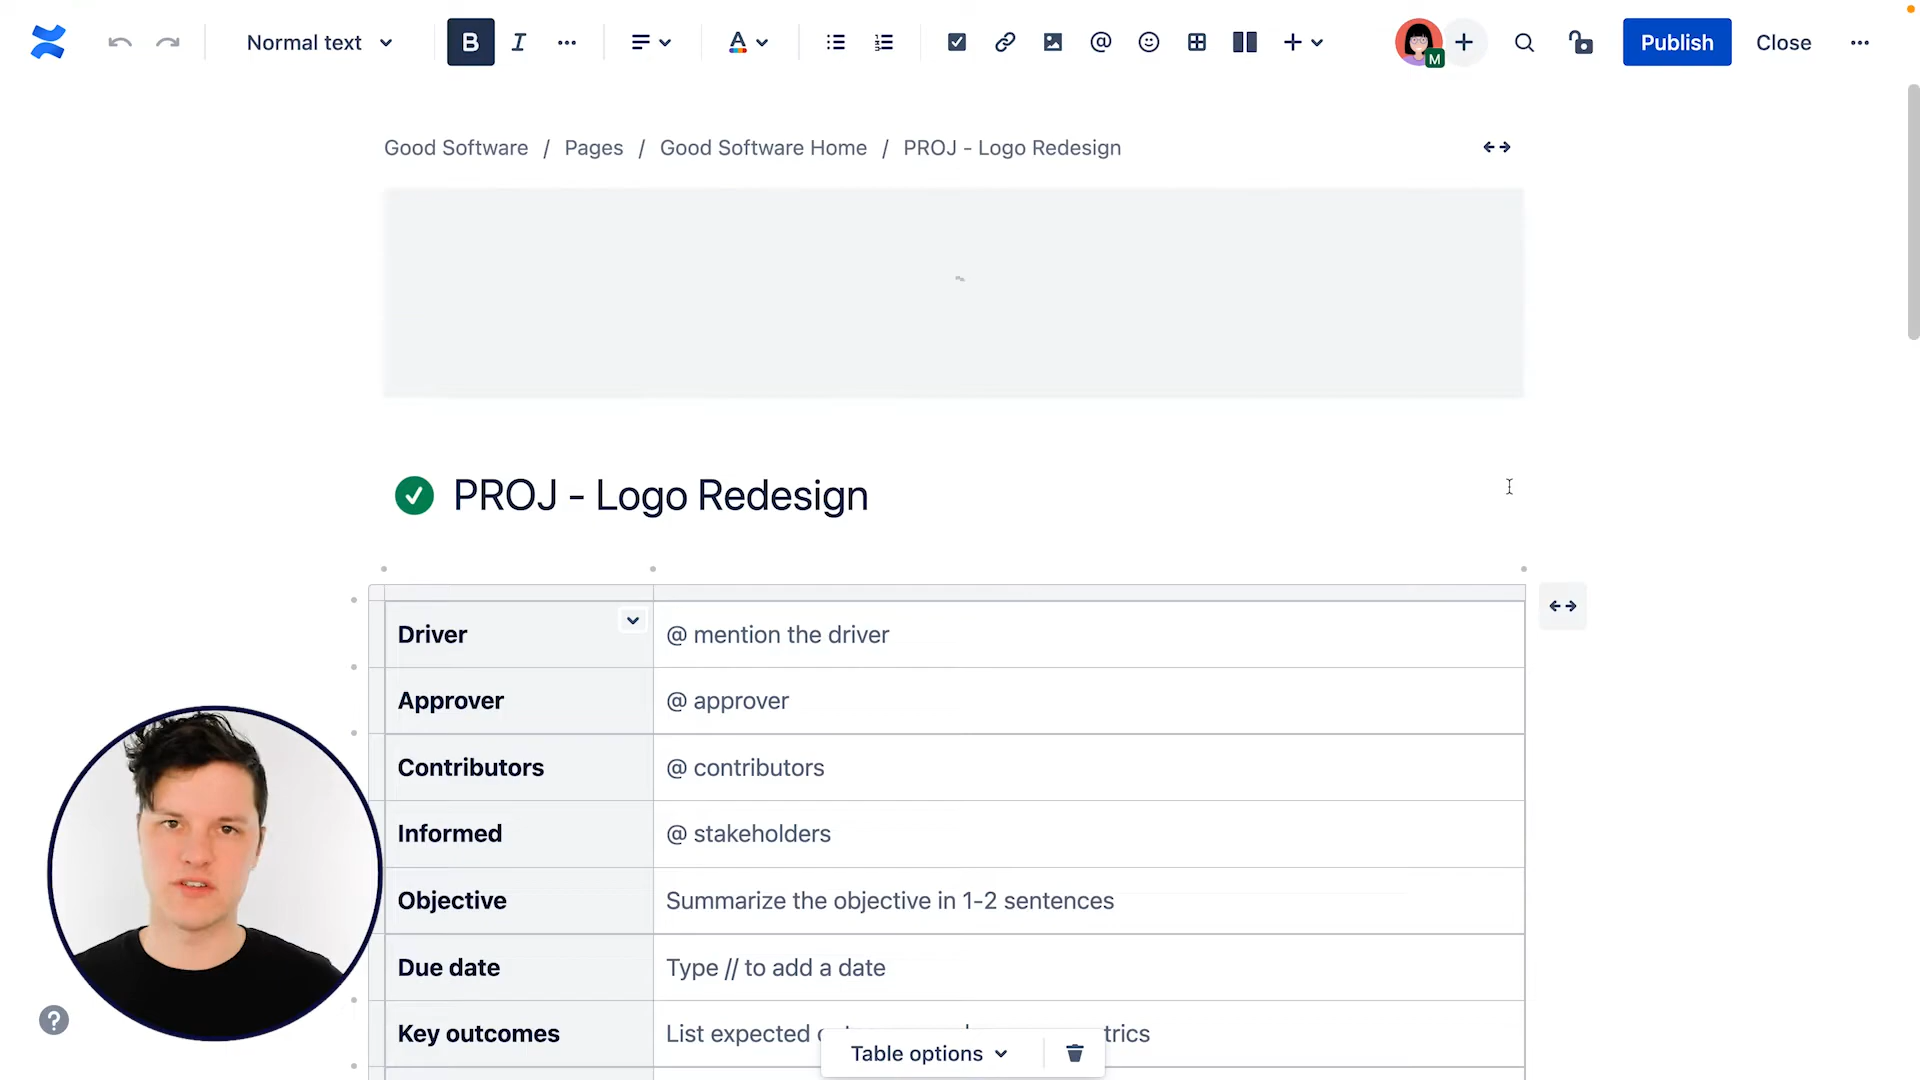 Normal text B I A @ M Publish Close
Good Software / Pages / Good Software Home / PROJ - Logo Redesign
PROJ - Logo Redesign
Driver @ mention the driver
Approver @ approver
Contributors @ contributors
Informed @ stakeholders
Objective Summarize the objective in 1-2 sentences
Due date Type // to add a date
Key outcomes List expected
Table options
?